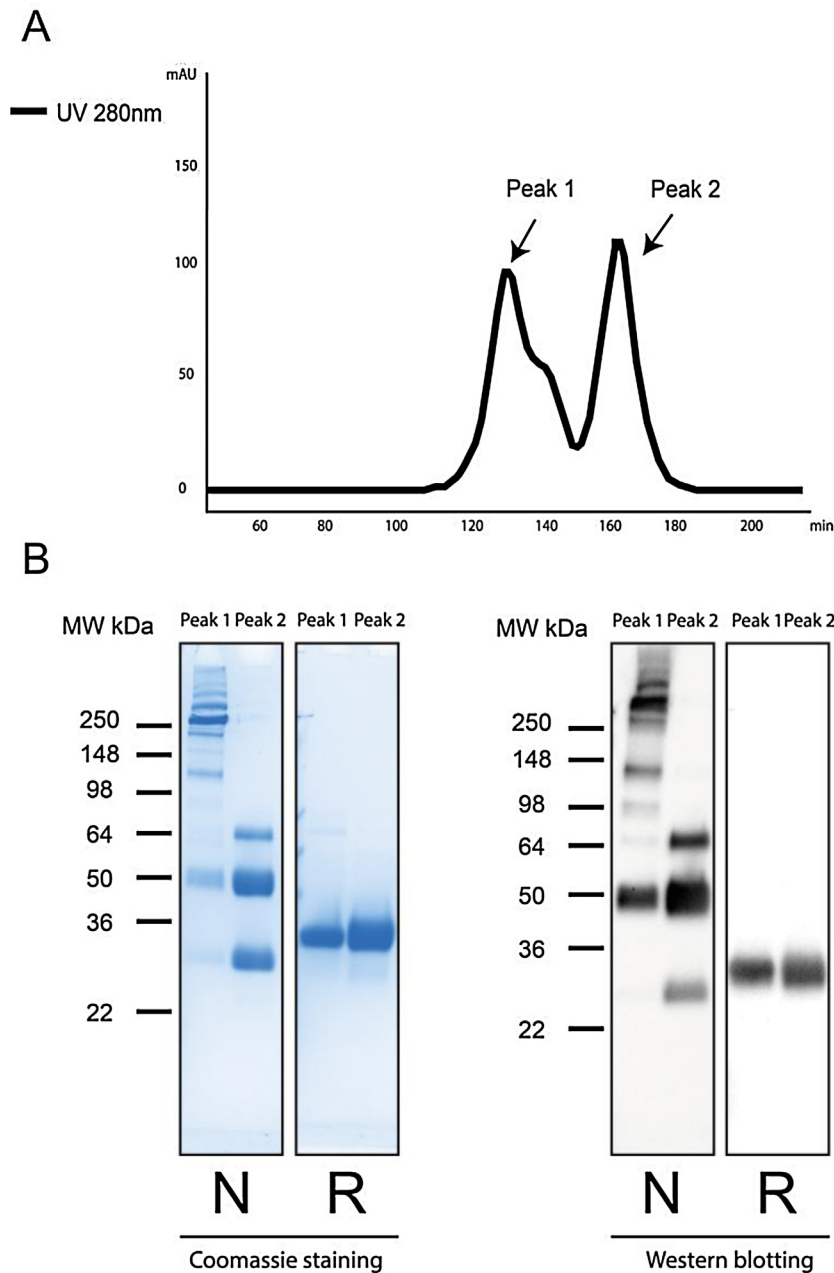 A
mAU
UV 280nm
150
Peak 1 Peak 2
100
50
0
60 80 100 120 140 160 180 200 min
B
MW kDa Peak 1 Peak 2 Peak 1 Peak 2
250
148
98
64
50
36
22
N R
Coomassie staining
MW kDa Peak 1 Peak 2 Peak 1 Peak 2
250
148
98
64
50
36
22
N R
Western blotting